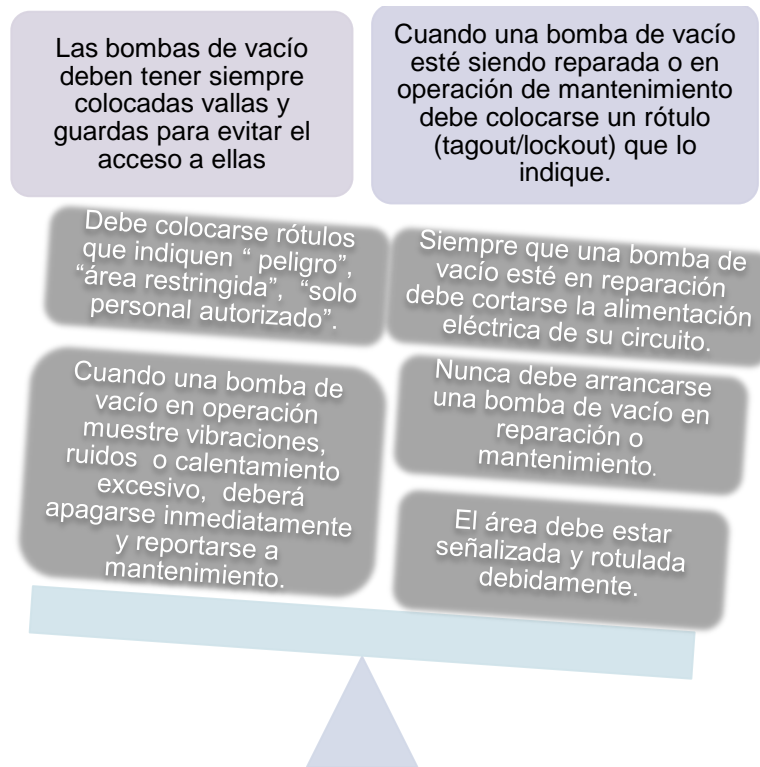 Las bombas de vacío
deben tener siempre
colocadas vallas y
guardas para evitar el
acceso a ellas
Cuando una bomba de vacío
esté siendo reparada o en
operación de mantenimiento
debe colocarse un rótulo
(tagout/lockout) que lo
indique.
Debe colocarse rótulos
que indiquen “ peligro”,
“área restringida”, “solo
personal autorizado”.
Cuando una bomba de
vacío en operación
muestre vibraciones,
ruidos o calentamiento
excesivo, deberá
apagarse inmediatamente
y reportarse a
mantenimiento.
Siempre que una bomba de
vacío esté en reparación
debe cortarse la alimentación
eléctrica de su circuito.
Nunca debe arrancarse
una bomba de vacío en
reparación o
mantenimiento.
El área debe estar
señalizada y rotulada
debidamente.